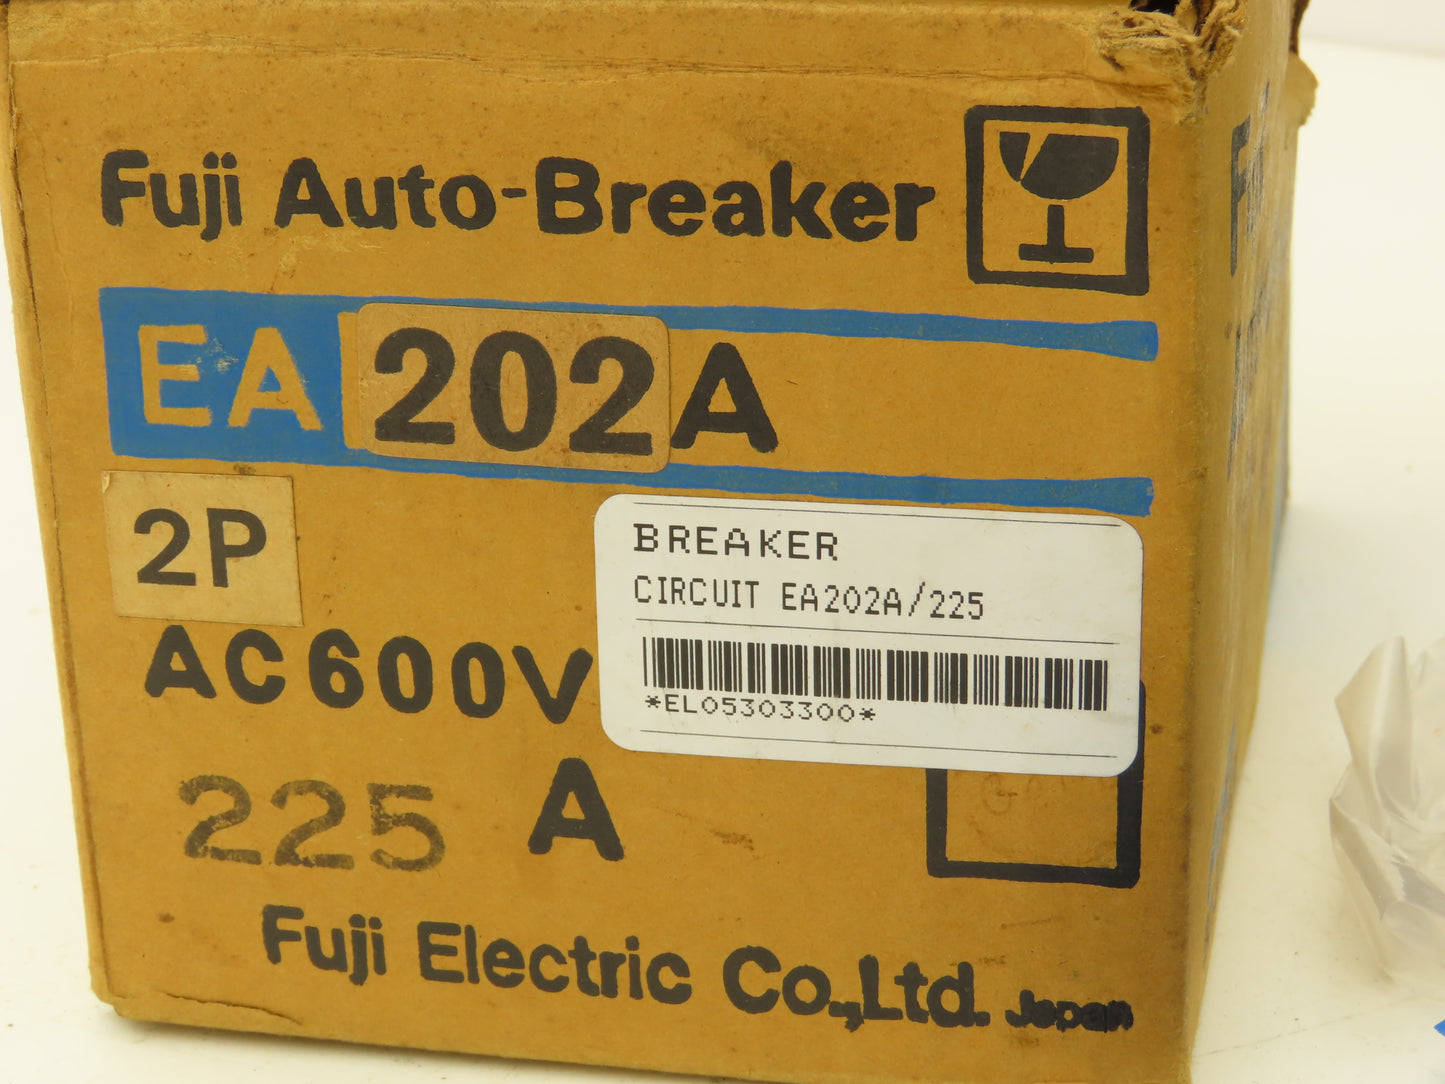 Fuji Auto-Breaker
EA 202A
2P
AC600V
225 A
BREAKER
CIRCUIT EA202A/225
*EL05303300*
Fuji Electric Co.,Ltd. Japan